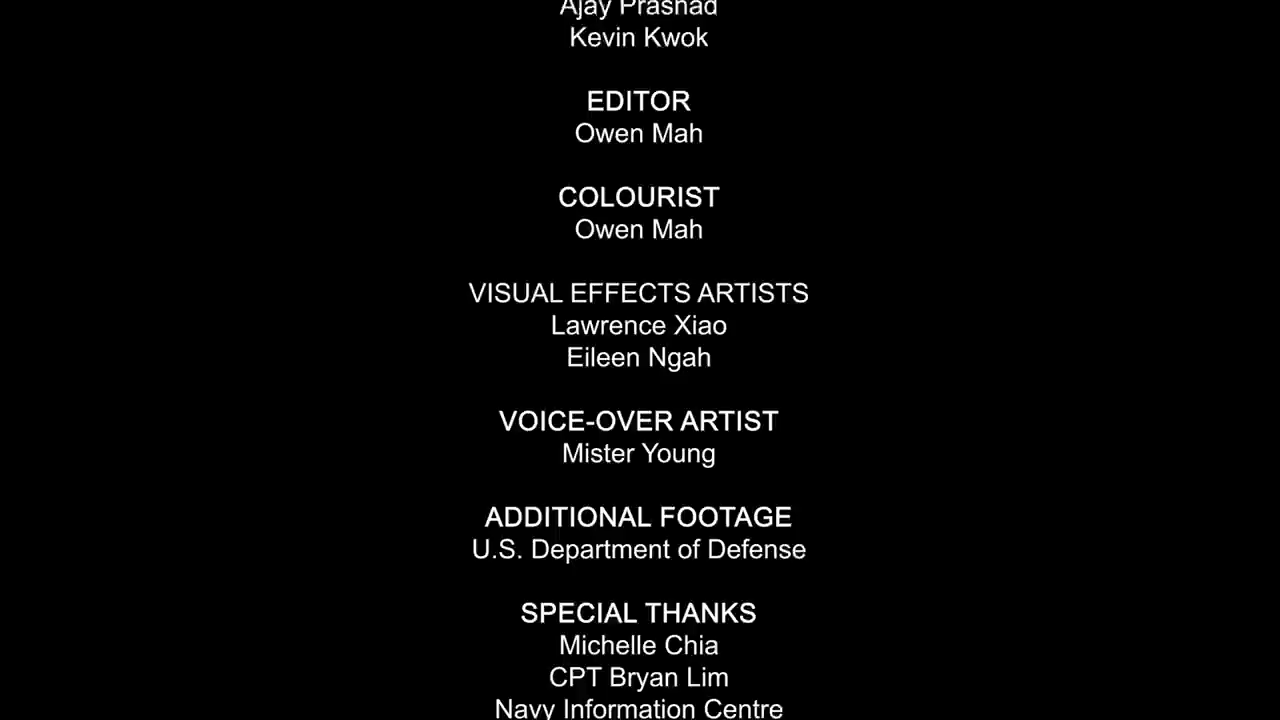 Ajay Prashad
Kevin Kwok
EDITOR
Owen Mah
COLOURIST
Owen Mah
VISUAL EFFECTS ARTISTS
Lawrence Xiao
Eileen Ngah
VOICE-OVER ARTIST
Mister Young
ADDITIONAL FOOTAGE
U.S. Department of Defense
SPECIAL THANKS
Michelle Chia
CPT Bryan Lim
Navy Information Centre